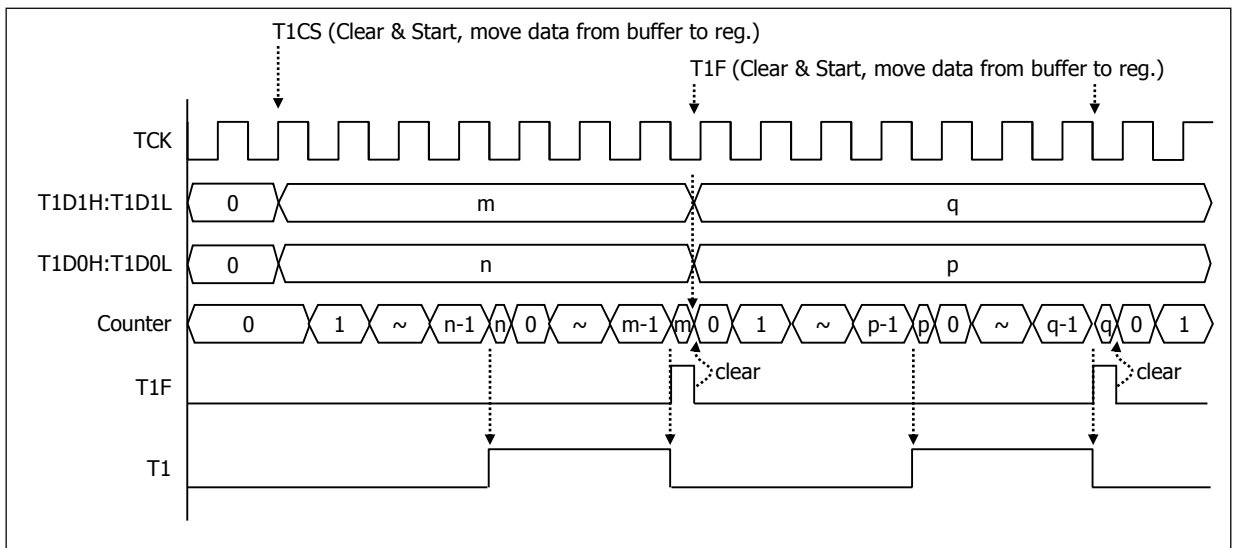 T1CS (Clear & Start, move data from buffer to reg.)
T1F (Clear & Start, move data from buffer to reg.)
TCK
T1D1H:T1D1L 0 m q
T1D0H:T1D0L 0 n p
Counter 0 1 ~ n-1 n 0 ~ m-1 m 0 1 ~ p-1 p 0 ~ q-1 q 0 1
clear clear
T1F
T1